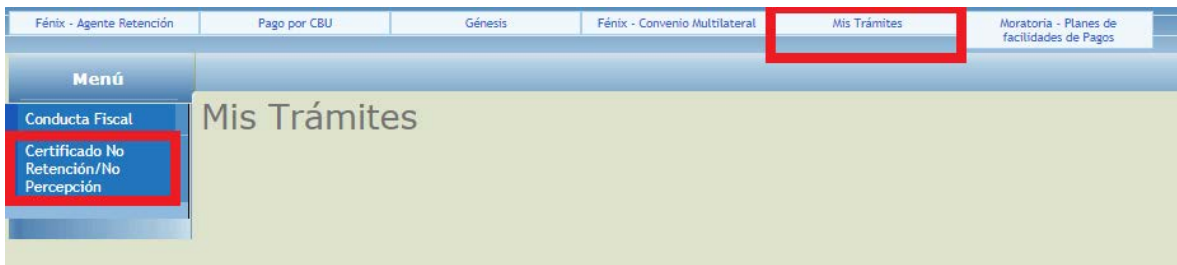 Fénix - Agente Retención
Pago por CBU
Génesis
Fénix - Convenio Multilateral
Mis Trámites
Moratoria - Planes de
facilidades de Pagos
Menú
Conducta Fiscal
Certificado No
Retención/No
Percepción
Mis Trámites